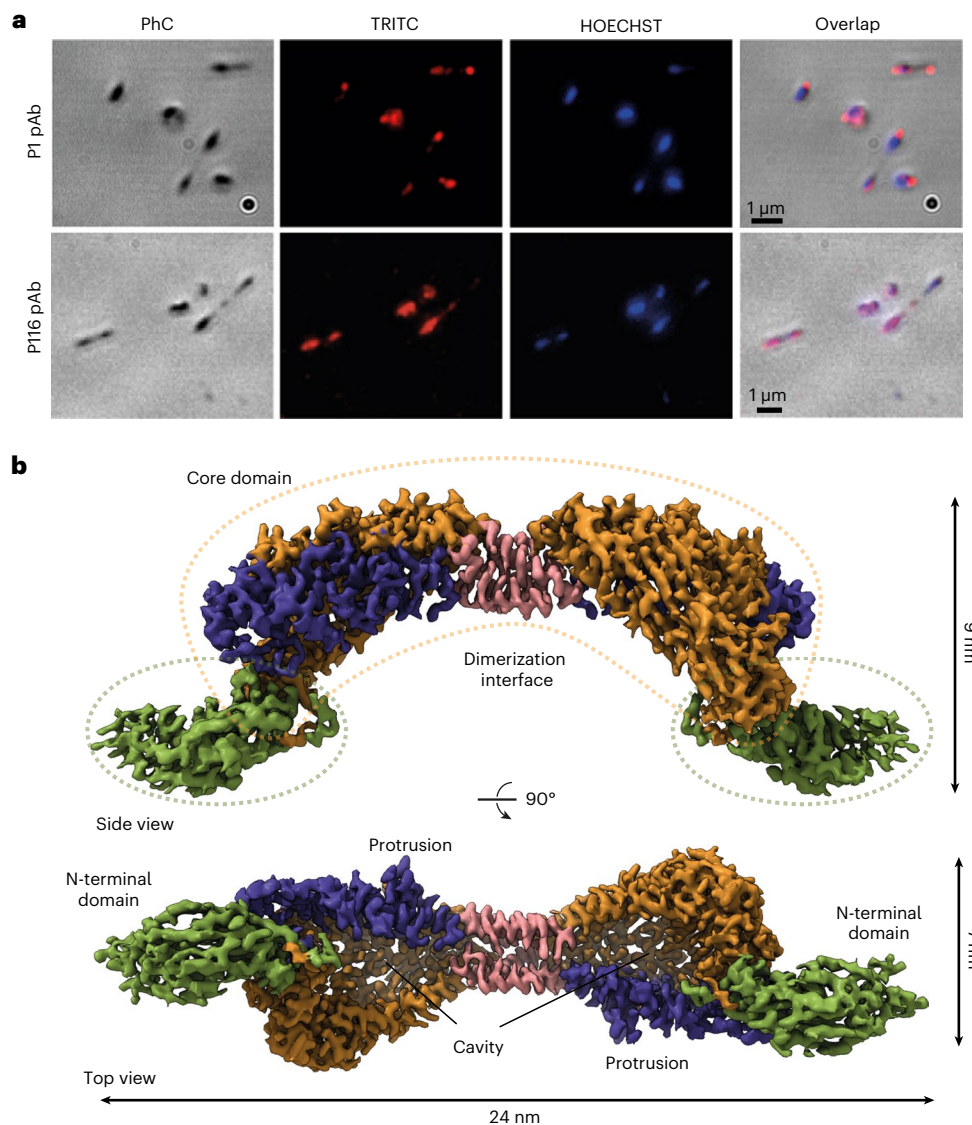 a
PhC
TRITC
HOECHST
Overlap
P1 pAb
1 μm
P116 pAb
1 μm
b
Core domain
Dimerization
interface
90°
Side view
Protrusion
N-terminal
domain
N-terminal
domain
Cavity
Protrusion
Top view
24 nm